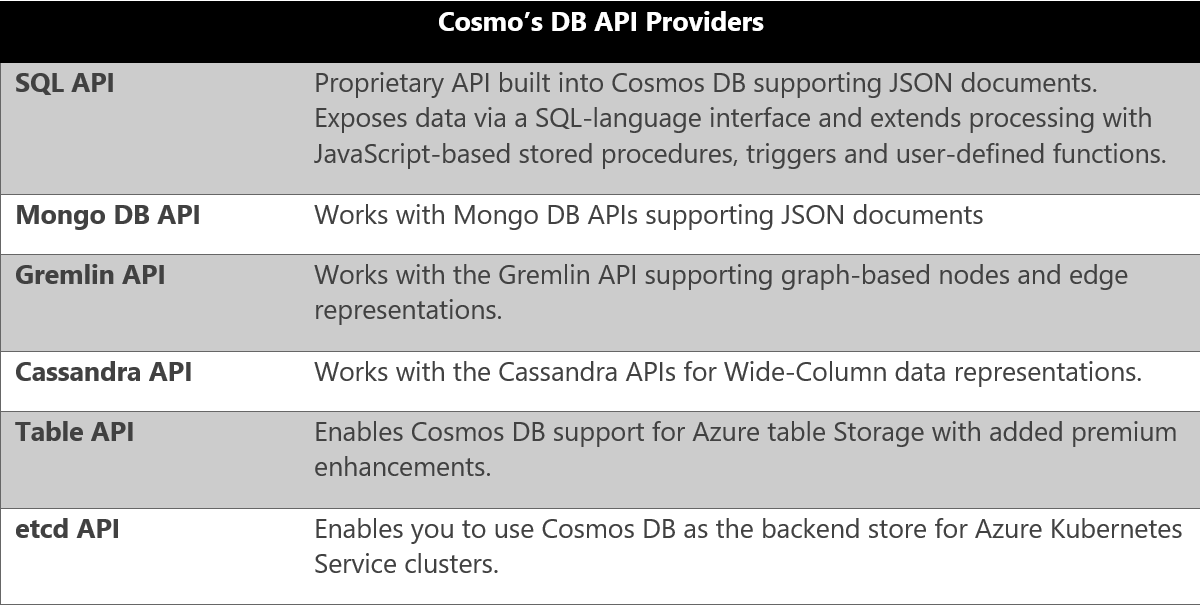 Cosmo’s DB API Providers
SQL API
Proprietary API built into Cosmos DB supporting JSON documents.
Exposes data via a SQL-language interface and extends processing with
JavaScript-based stored procedures, triggers and user-defined functions.
Mongo DB API
Works with Mongo DB APIs supporting JSON documents
Gremlin API
Works with the Gremlin API supporting graph-based nodes and edge
representations.
Cassandra API
Works with the Cassandra APIs for Wide-Column data representations.
Table API
Enables Cosmos DB support for Azure table Storage with added premium
enhancements.
etcd API
Enables you to use Cosmos DB as the backend store for Azure Kubernetes
Service clusters.